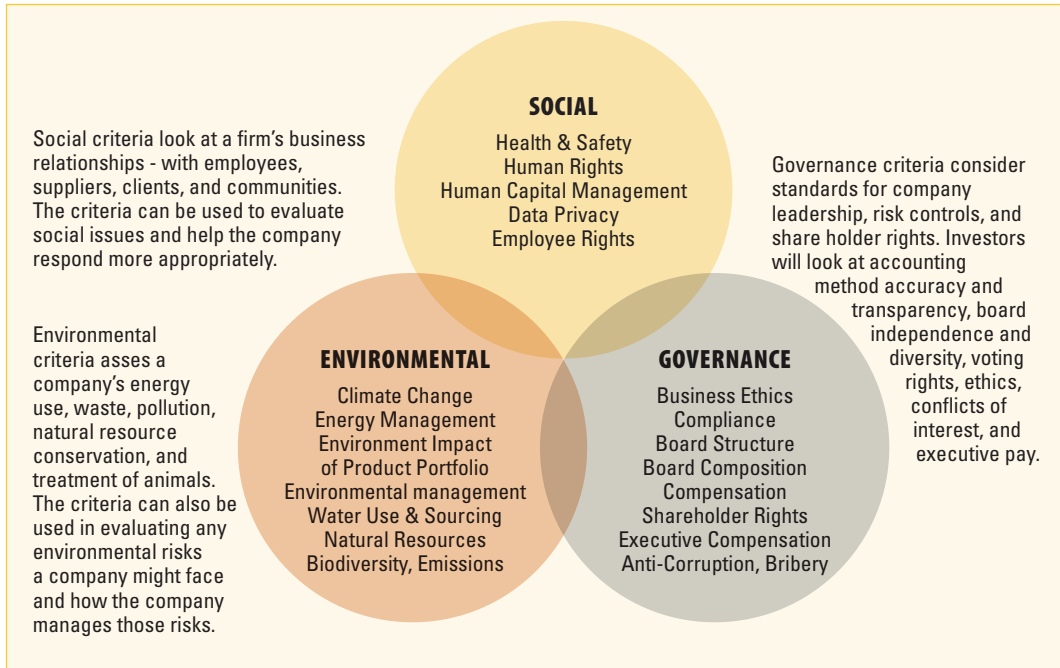 SOCIAL
Health & Safety
Human Rights
Human Capital Management
Data Privacy
Employee Rights
Social criteria look at a firm’s business
relationships - with employees,
suppliers, clients, and communities.
The criteria can be used to evaluate
social issues and help the company
respond more appropriately.
Governance criteria consider
standards for company
leadership, risk controls, and
share holder rights. Investors
will look at accounting
method accuracy and
transparency, board
independence and
diversity, voting
rights, ethics,
conflicts of
interest, and
executive pay.
Environmental
criteria asses a
company’s energy
use, waste, pollution,
natural resource
conservation, and
treatment of animals.
The criteria can also be
used in evaluating any
environmental risks
a company might face
and how the company
manages those risks.
ENVIRONMENTAL
Climate Change
Energy Management
Environment Impact
of Product Portfolio
Environmental management
Water Use & Sourcing
Natural Resources
Biodiversity, Emissions
GOVERNANCE
Business Ethics
Compliance
Board Structure
Board Composition
Compensation
Shareholder Rights
Executive Compensation
Anti-Corruption, Bribery